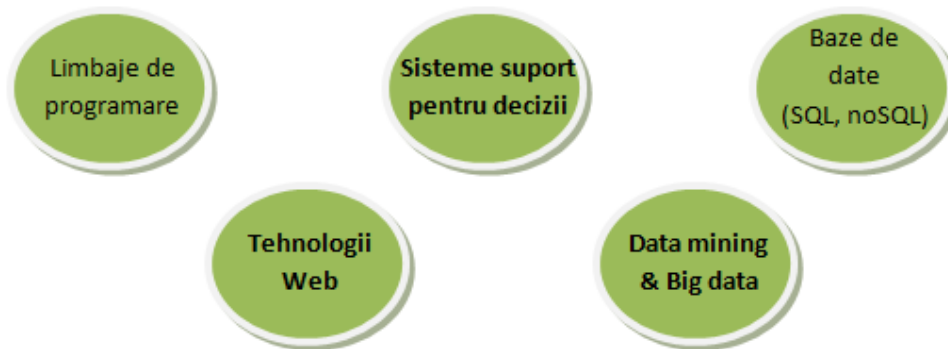 Limbaje de
programare
Sisteme suport
pentru decizii
Baze de
date
(SQL, noSQL)
Tehnologii
Web
Data mining
& Big data